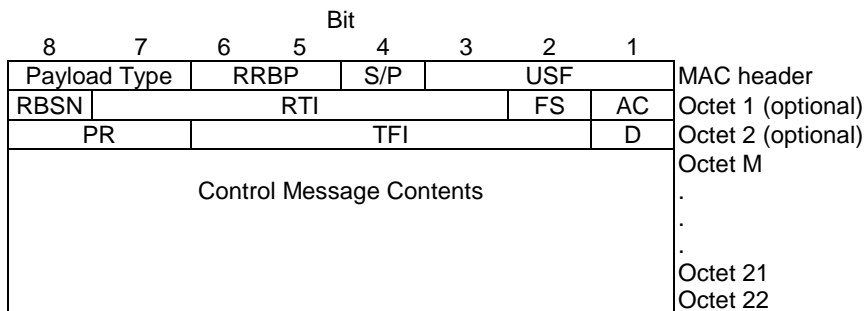 Bit
8 7 6 5 4 3 2 1
Payload Type RRBP S/P USF MAC header
RBSN RTI FS AC Octet 1 (optional)
PR TFI D Octet 2 (optional)
Octet M
Control Message Contents .
.
.
Octet 21
Octet 22